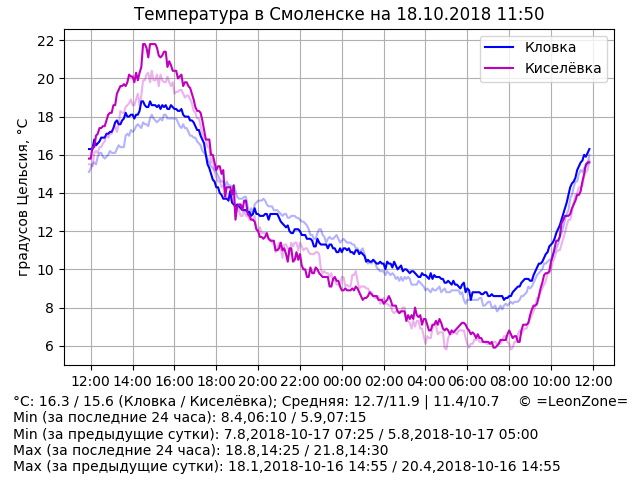 Температура в Смоленске на 18.10.2018 11:50
Кловка
Киселёвка
градусов Цельсия, °C
22
20
18
16
14
12
10
8
6
12:00 14:00 16:00 18:00 20:00 22:00 00:00 02:00 04:00 06:00 08:00 10:00 12:00
°C: 16.3 / 15.6 (Кловка / Киселёвка); Средняя: 12.7/11.9 | 11.4/10.7 © =LeonZone=
Min (за последние 24 часа): 8.4,06:10 / 5.9,07:15
Min (за предыдущие сутки): 7.8,2018-10-17 07:25 / 5.8,2018-10-17 05:00
Max (за последние 24 часа): 18.8,14:25 / 21.8,14:30
Max (за предыдущие сутки): 18.1,2018-10-16 14:55 / 20.4,2018-10-16 14:55